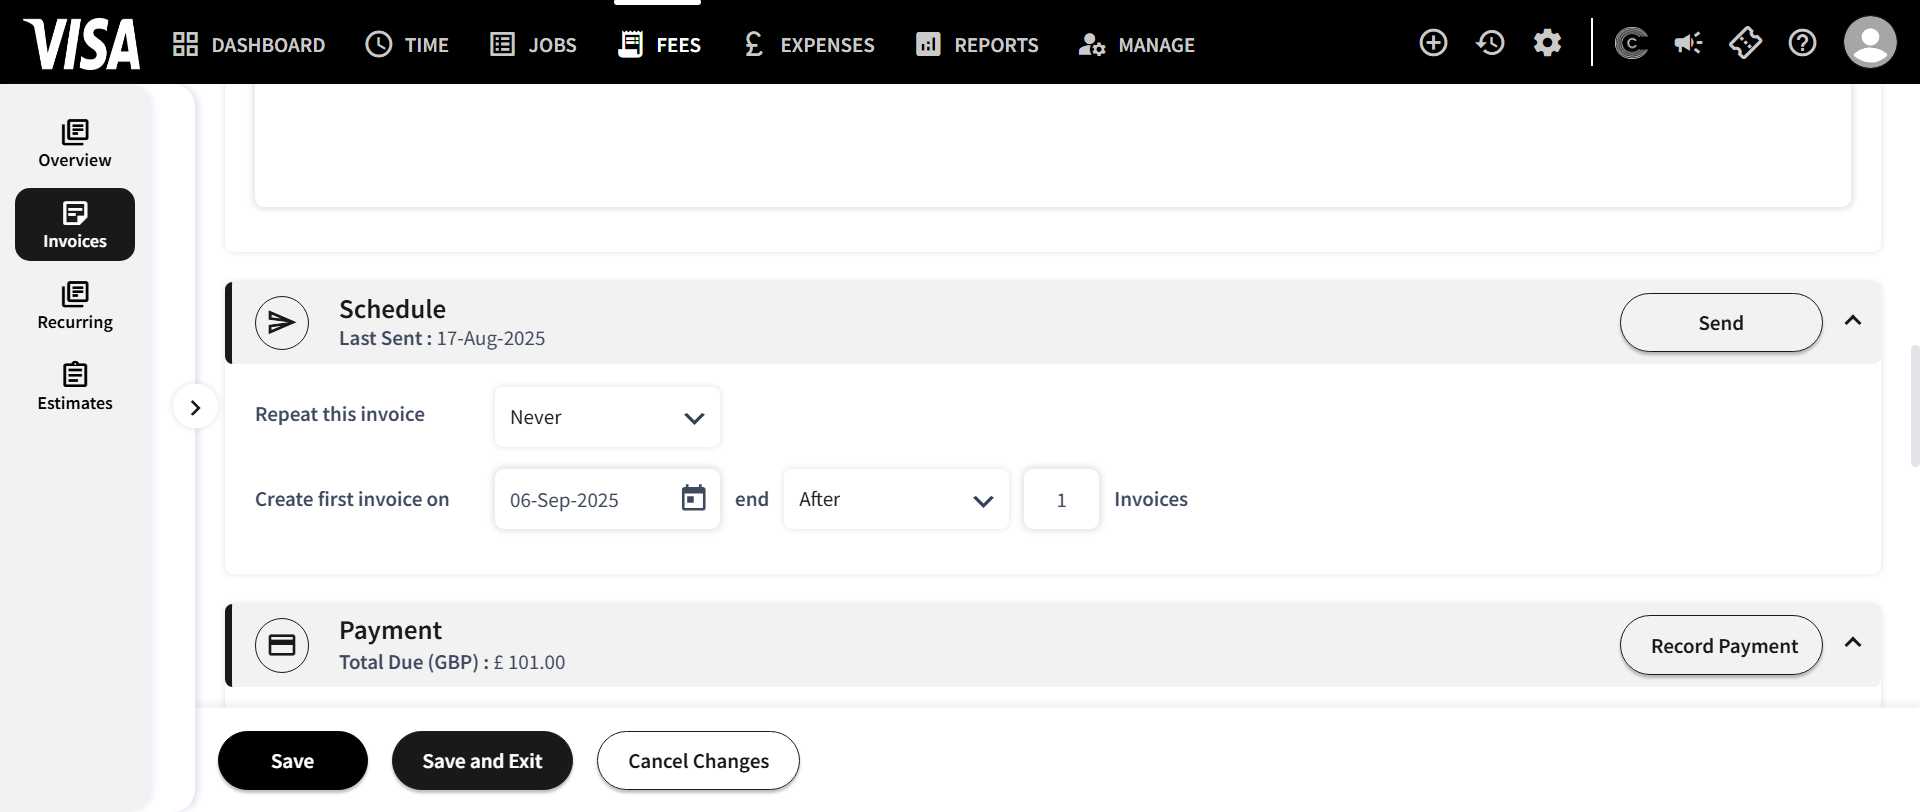 VISA
DASHBOARD
TIME
JOBS
FEES
£ EXPENSES
REPORTS
MANAGE
Overview
Invoices
Recurring
Estimates
Schedule
Last Sent : 17-Aug-2025
Send
Repeat this invoice
Never
Create first invoice on
06-Sep-2025
end
After
1
Invoices
Payment
Total Due (GBP) : £ 101.00
Record Payment
Save
Save and Exit
Cancel Changes